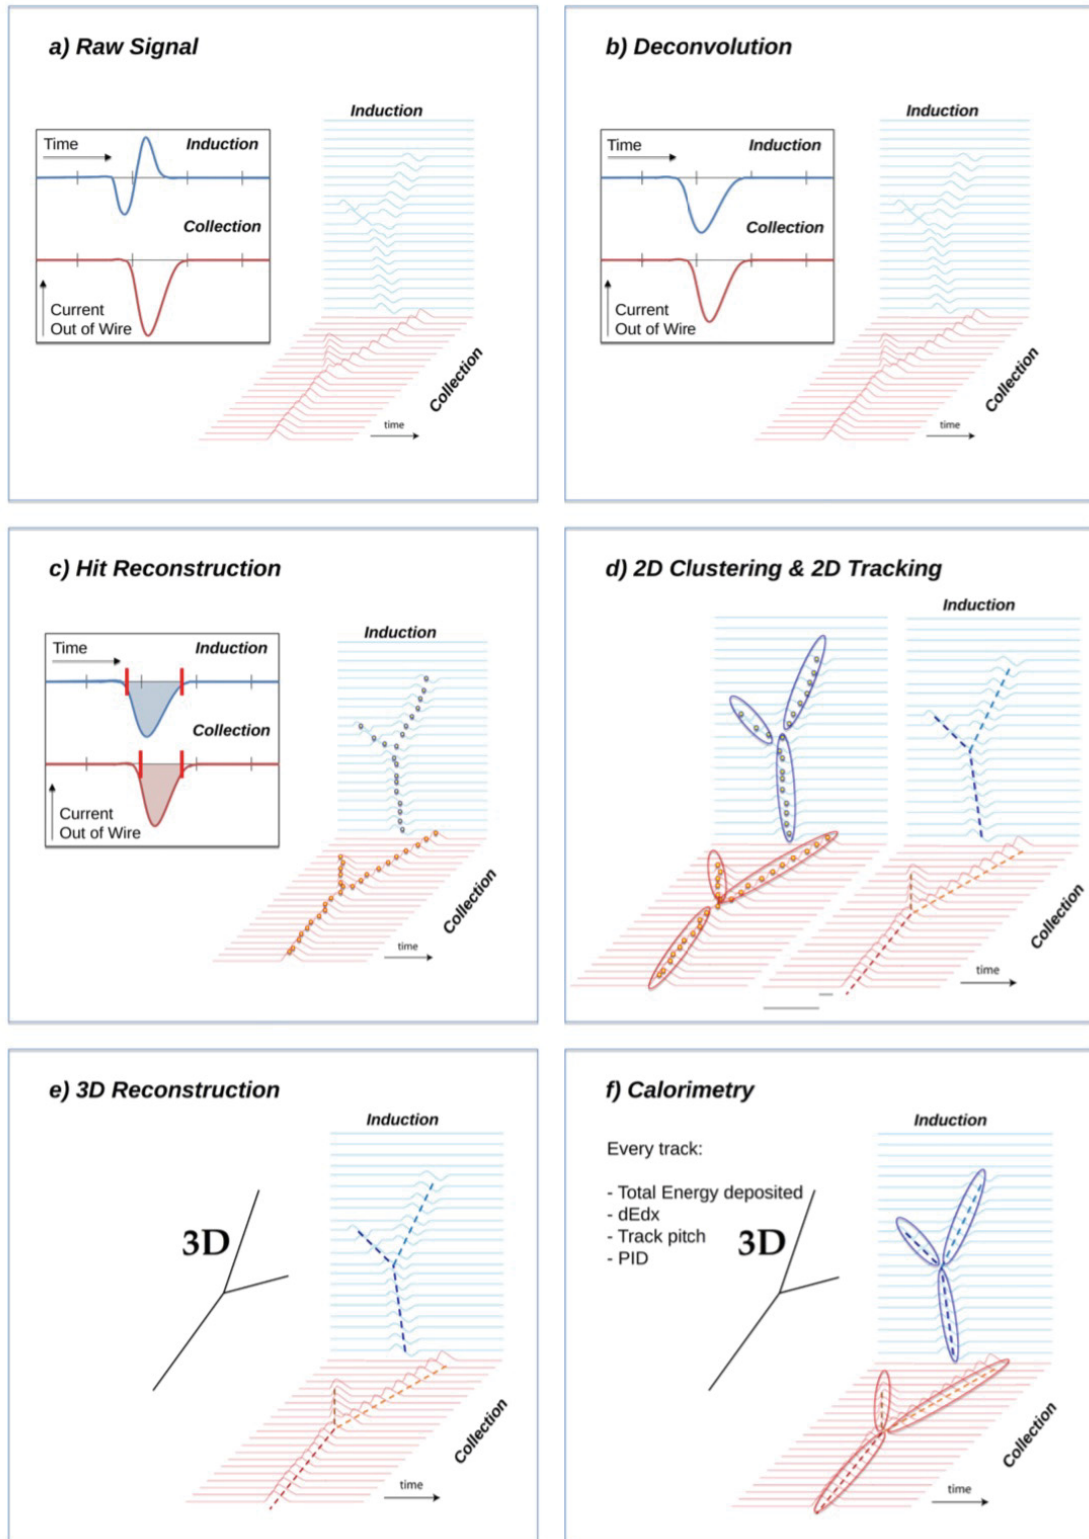 a) Raw Signal
Induction
Time
Induction
Collection
Current
Out of Wire
Collection
time
b) Deconvolution
Induction
Time
Induction
Collection
Current
Out of Wire
Collection
time
c) Hit Reconstruction
Induction
Time
Induction
Collection
Current
Out of Wire
Collection
time
d) 2D Clustering & 2D Tracking
Induction
Collection
time
e) 3D Reconstruction
Induction
3D
Collection
time
f) Calorimetry
Induction
Every track:
- Total Energy deposited
- dEdx
- Track pitch
- PID
3D
Collection
time